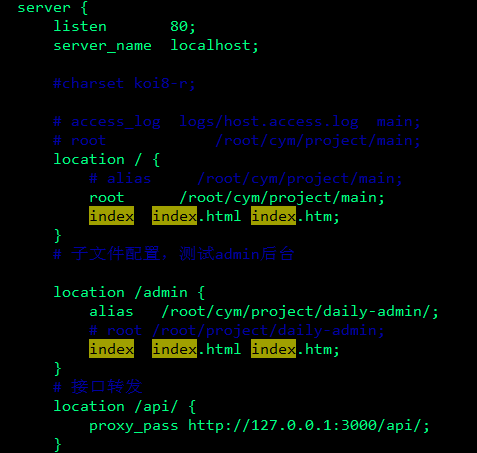 server {
listen 80;
server_name localhost;
#charset koi8-r;
# access_log logs/host.access.log main;
# root /root/cym/project/main;
location / {
# alias /root/cym/project/main;
root /root/cym/project/main;
index index.html index.htm;
}
# 子文件配置，测试admin后台
location /admin {
alias /root/cym/project/daily-admin/;
# root /root/project/daily-admin;
index index.html index.htm;
}
# 接口转发
location /api/ {
proxy_pass http://127.0.0.1:3000/api/;
}